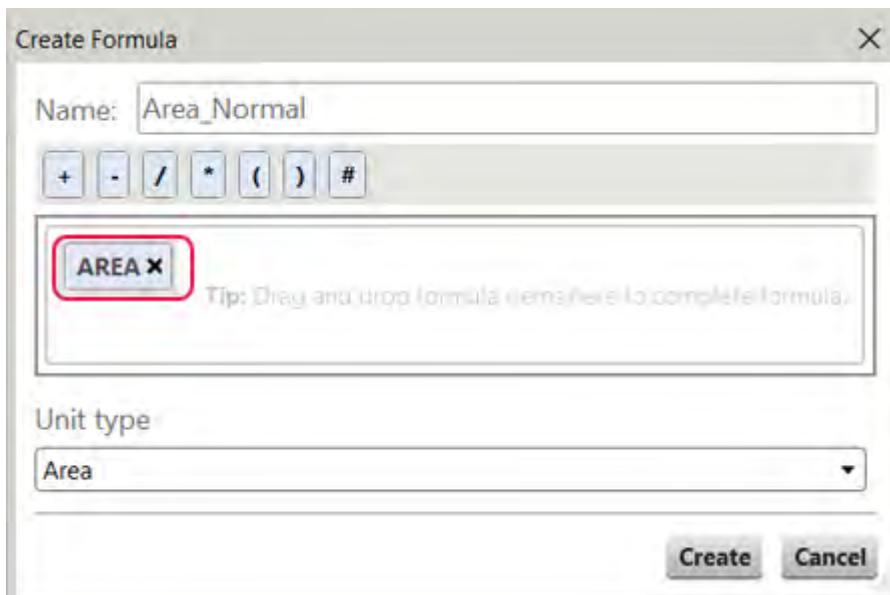 Create Formula
Name: Area_Normal
+ - / * ( ) #
AREA ×
Tip: Drag and drop formula items here to complete formula.
Unit type
Area
Create Cancel